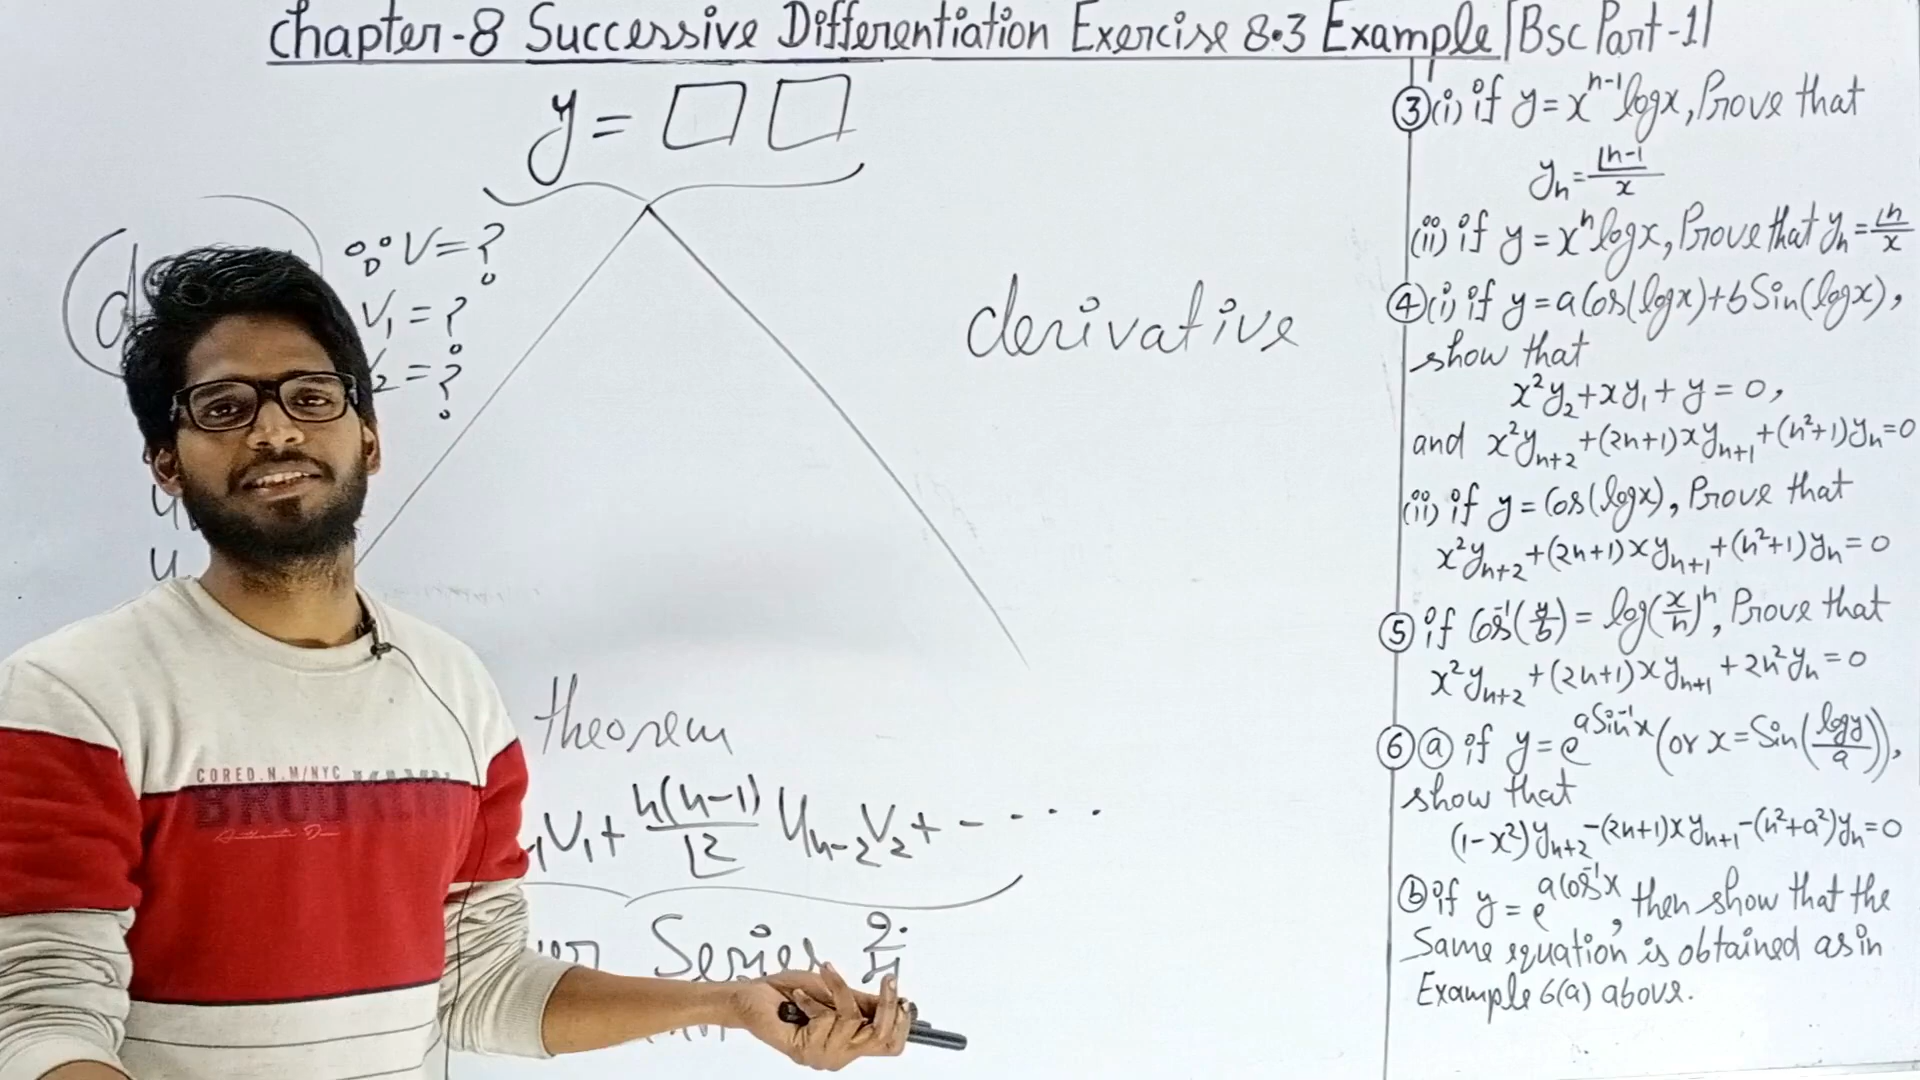 Chapter-8 Successive Differentiation Exercise 8.3 Example [Bsc Part-1]
y = □ □
∴ V = ?
V₁ = ?
₂ = ?
derivative
theorem
V₁ + n(n-1)/⌊2 Uₙ₋₂V₂ + - - - - -
Series
CORED.N.M/NYC
BROOKLYN
③(i) if y = xⁿ⁻¹logx, Prove that
yₙ = ⌊n-1/x
(ii) if y = xⁿlogx, Prove that yₙ = ⌊n/x
④(i) if y = a Cos(logx) + b Sin(logx),
show that
x²y₂ + xy₁ + y = 0,
and x²yₙ₊₂ + (2n+1)xyₙ₊₁ + (n²+1)yₙ = 0
(ii) if y = Cos(logx), Prove that
x²yₙ₊₂ + (2n+1)xyₙ₊₁ + (n²+1)yₙ = 0
⑤ if Cos⁻¹(y/b) = log(x/n)ⁿ, Prove that
x²yₙ₊₂ + (2n+1)xyₙ₊₁ + 2n²yₙ = 0
⑥ⓐ if y = e^(a Sin⁻¹x) (or x = Sin(logy/a)),
show that
(1-x²)yₙ₊₂ - (2n+1)xyₙ₊₁ - (n²+a²)yₙ = 0
ⓑ if y = e^(a Cos⁻¹x), then show that the
Same equation is obtained as in
Example 6(a) above.